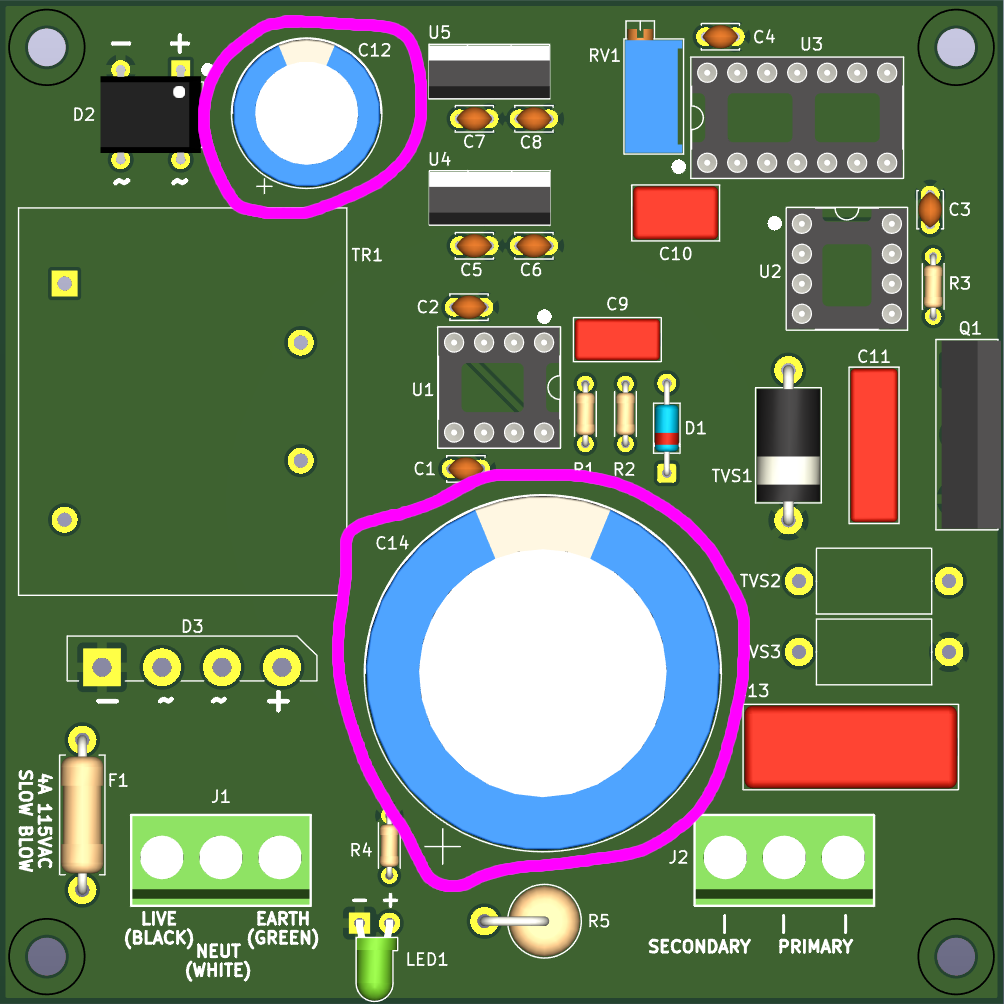 U5
C12
C4
U3
RV1
− +
D2
C7
C8
U4
~ ~
C3
TR1
C10
C5
C6
U2
R3
C2
C9
Q1
C11
U1
D1
C1
R1
R2
TVS1
C14
TVS2
D3
VS3
− ~ ~ +
13
F1
4A 115VAC
SLOW BLOW
J1
R4
J2
− +
LIVE
(BLACK)
EARTH
(GREEN)
R5
NEUT
(WHITE)
SECONDARY
PRIMARY
LED1